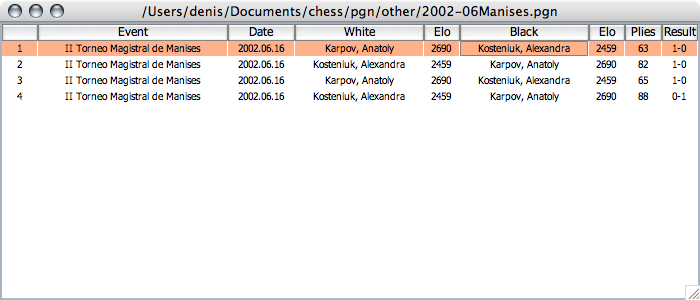 /Users/denis/Documents/chess/pgn/other/2002-06Manises.pgn
Event Date White Elo Black Elo Plies Result
1 II Torneo Magistral de Manises 2002.06.16 Karpov, Anatoly 2690 Kosteniuk, Alexandra 2459 63 1-0
2 II Torneo Magistral de Manises 2002.06.16 Kosteniuk, Alexandra 2459 Karpov, Anatoly 2690 82 1-0
3 II Torneo Magistral de Manises 2002.06.16 Karpov, Anatoly 2690 Kosteniuk, Alexandra 2459 65 1-0
4 II Torneo Magistral de Manises 2002.06.16 Kosteniuk, Alexandra 2459 Karpov, Anatoly 2690 88 0-1